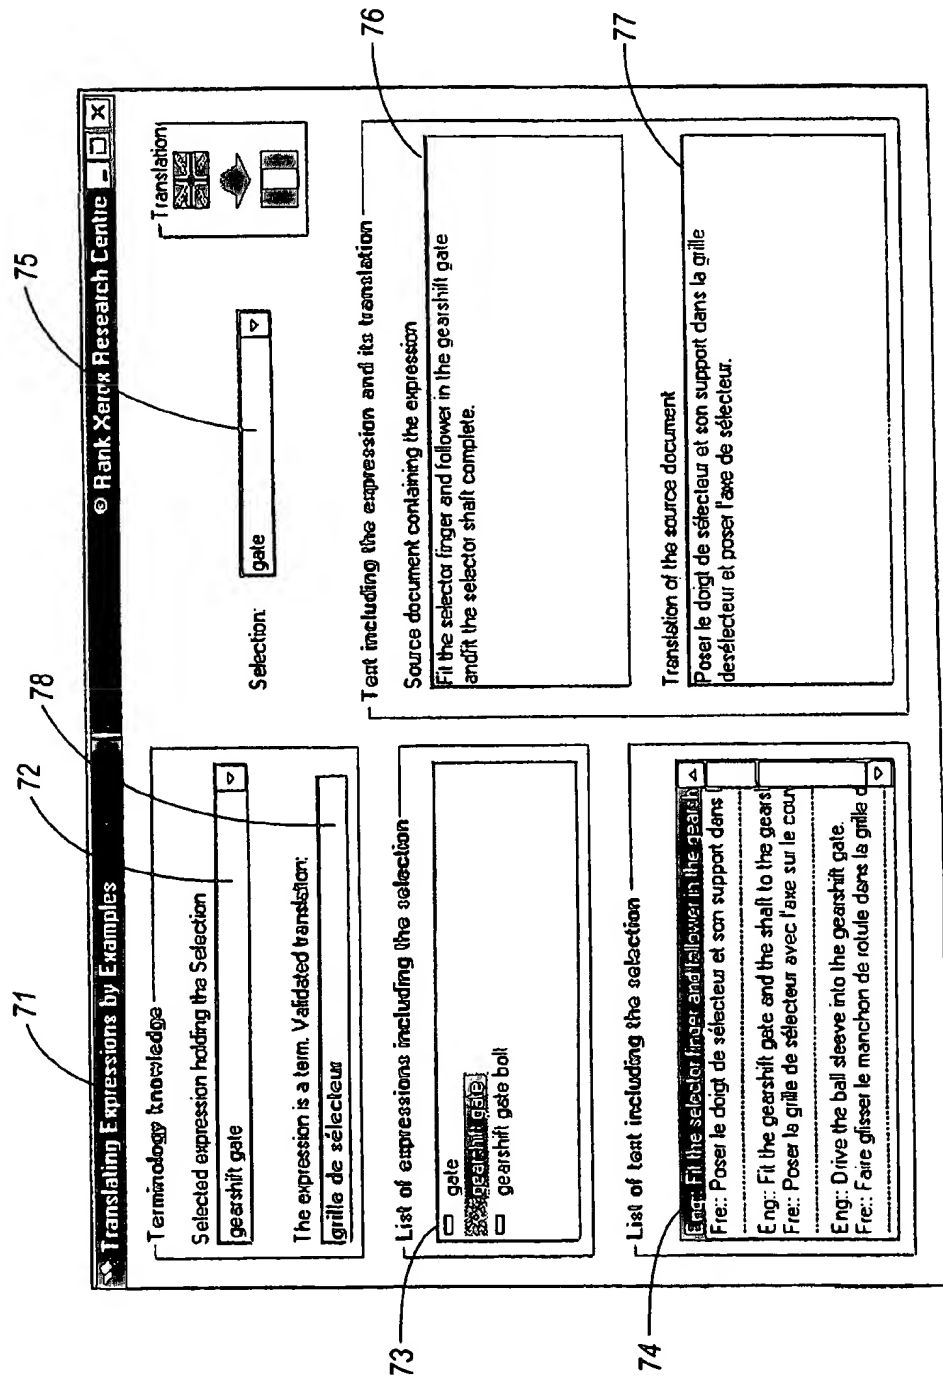 71
72
78
75
Translating Expressions by Examples
© Rank Xerox Research Centre
Terminology knowledge
Selected expression holding the Selection
gearshift gate
The expression is a term. Validated translation:
grille de sélecteur
Selection:
gate
Translation
73
List of expressions including the selection
gate
gearshift gate
gearshift gate bolt
74
List of text including the selection
Eng:: Fit the selector finger and follower in the gearsh
Fre:: Poser le doigt de sélecteur et son support dans
Eng:: Fit the gearshift gate and the shaft to the gearst
Fre:: Poser la grille de sélecteur avec l'axe sur le cou
Eng:: Drive the ball sleeve into the gearshift gate.
Fre:: Faire glisser le manchon de rotule dans la grille d
Text including the expression and its translation
76
Source document containing the expression
Fit the selector finger and follower in the gearshift gate
andfit the selector shaft complete.
77
Translation of the source document
Poser le doigt de sélecteur et son support dans la grille
desélecteur et poser l'axe de sélecteur.